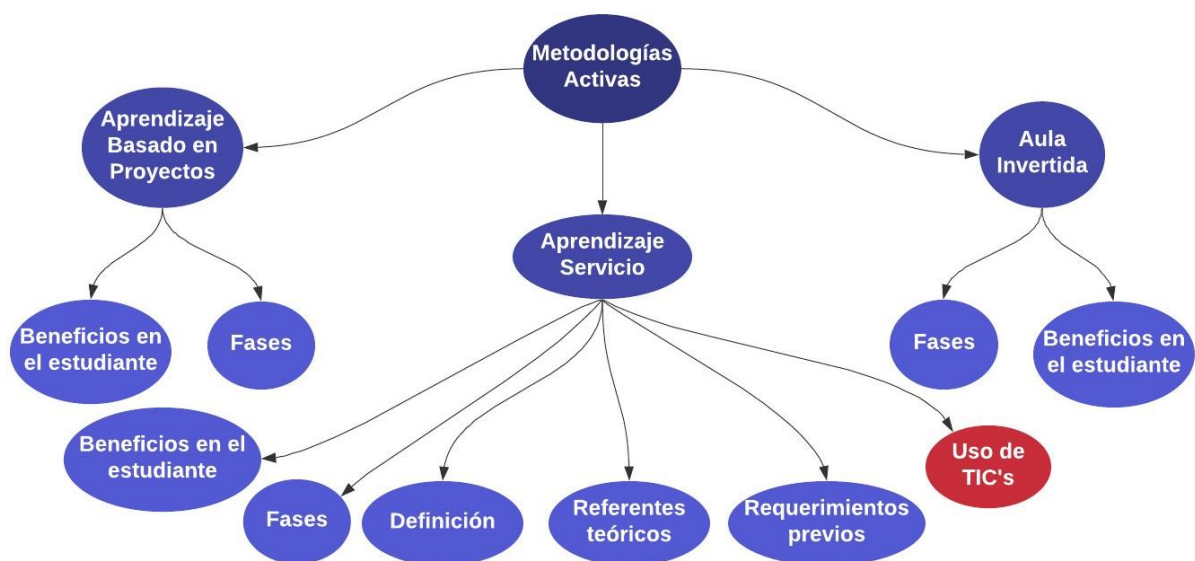 Metodologías
Activas
Aprendizaje
Basado en
Proyectos
Aula
Invertida
Aprendizaje
Servicio
Beneficios en
el estudiante
Fases
Fases
Beneficios en
el estudiante
Beneficios en el
estudiante
Fases
Definición
Referentes
teóricos
Requerimientos
previos
Uso de
TIC's